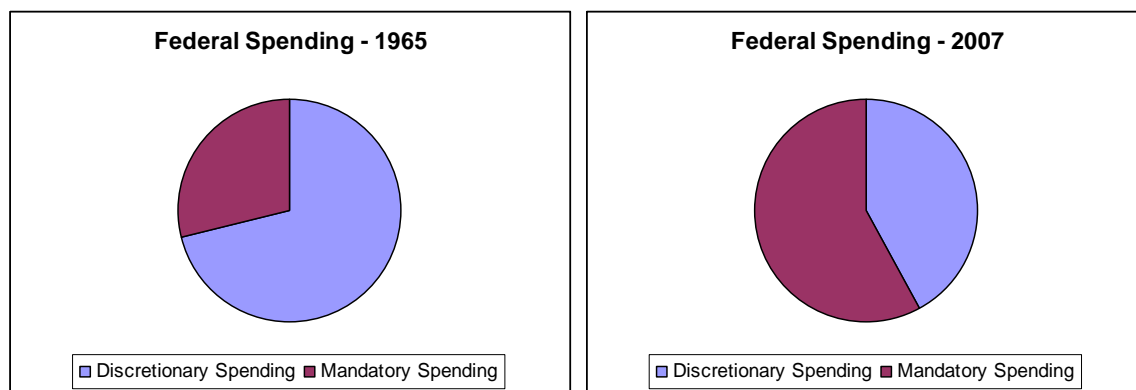 Federal Spending - 1965
Discretionary Spending Mandatory Spending
Federal Spending - 2007
Discretionary Spending Mandatory Spending